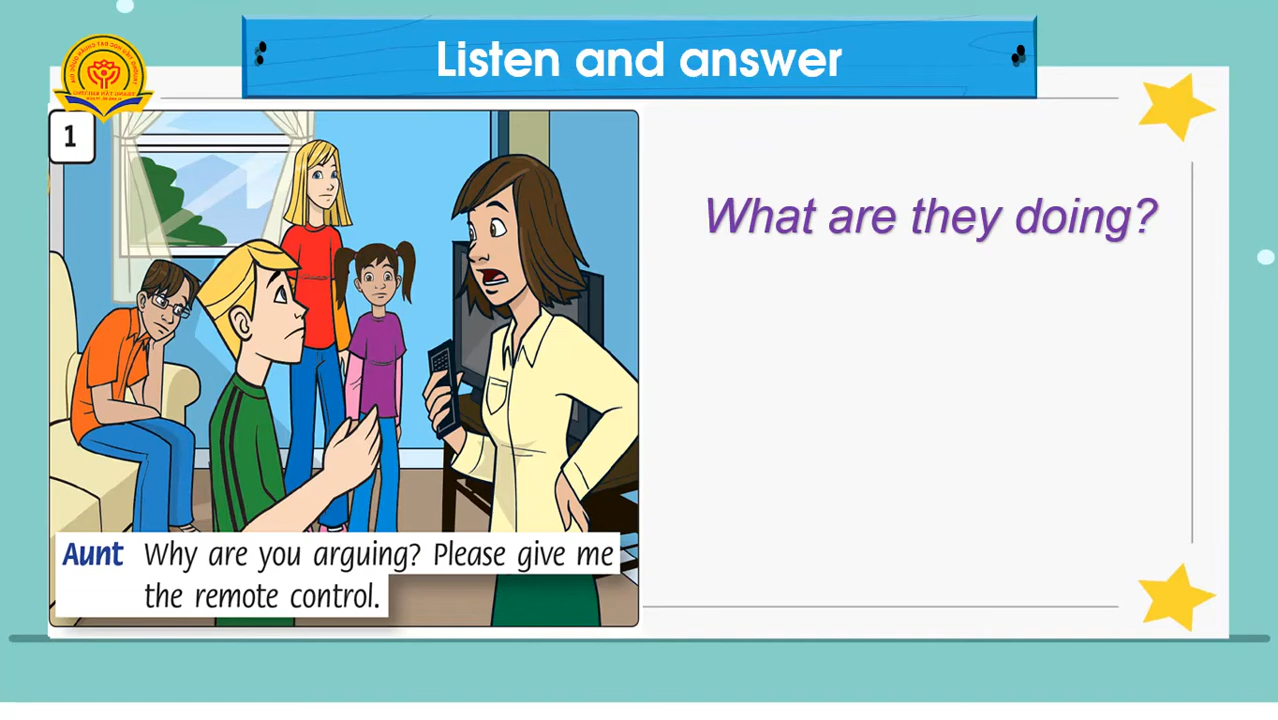 Listen and answer
1
What are they doing?
Aunt Why are you arguing? Please give me
the remote control.